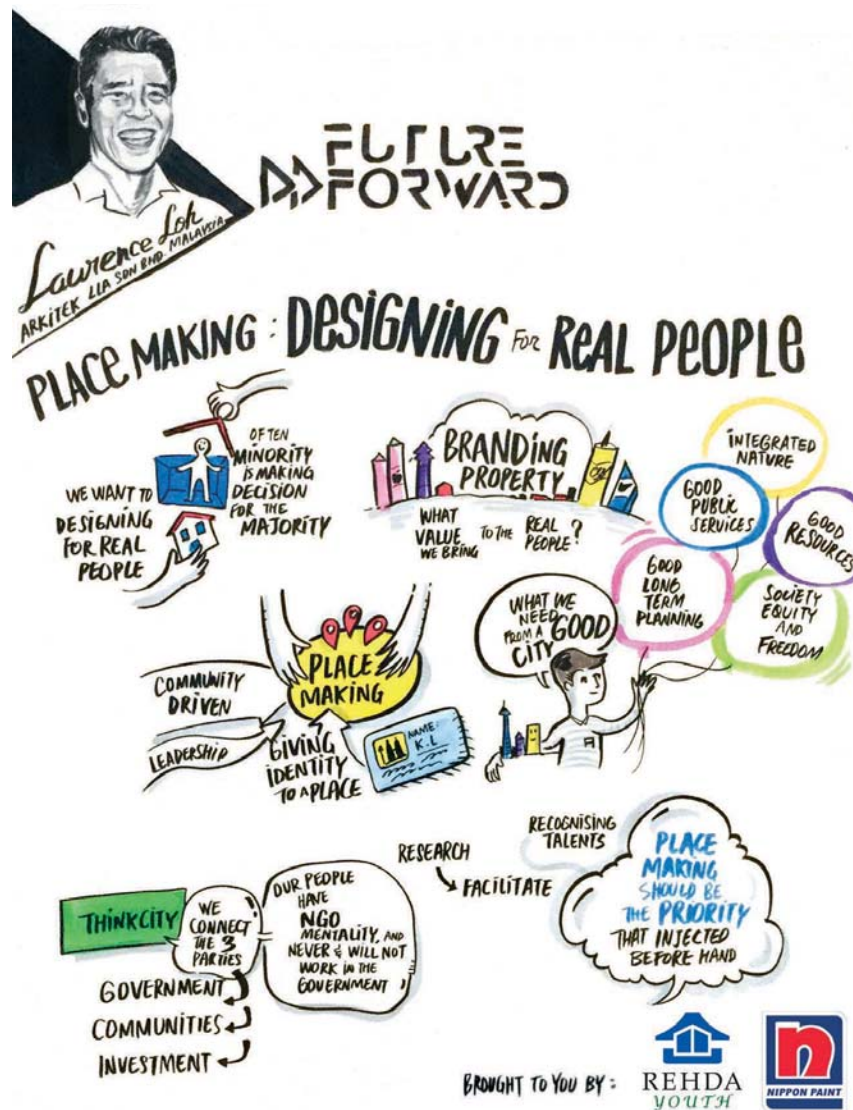 FUTURE
FORWARD
Lawrence Loh
ARKITEK LLA SDN BHD. MALAYSIA
PLACE MAKING : DESIGNING FOR REAL PEOPLE
WE WANT TO
DESIGNING
FOR REAL
PEOPLE
OFTEN
MINORITY
IS MAKING
DECISION
FOR THE
MAJORITY
BRANDING
PROPERTY
WHAT
VALUE
WE BRING
TO THE
REAL
PEOPLE?
INTEGRATED
NATURE
GOOD
PUBLIC
SERVICES
GOOD
RESOURCES
GOOD
LONG
TERM
PLANNING
SOCIETY
EQUITY
AND
FREEDOM
WHAT WE
NEED
FROM A GOOD
CITY
PLACE
MAKING
COMMUNITY
DRIVEN
LEADERSHIP
GIVING
IDENTITY
TO A PLACE
NAME:
K.L
THINKCITY
WE
CONNECT
THE 3
PARTIES
GOVERNMENT
COMMUNITIES
INVESTMENT
OUR PEOPLE
HAVE
NGO
MENTALITY, AND
NEVER & WILL NOT
WORK IN THE
GOVERNMENT
RESEARCH
FACILITATE
RECOGNISING
TALENTS
PLACE
MAKING
SHOULD BE
THE PRIORITY
THAT INJECTED
BEFORE HAND
BROUGHT TO YOU BY :
REHDA
YOUTH
n
NIPPON PAINT